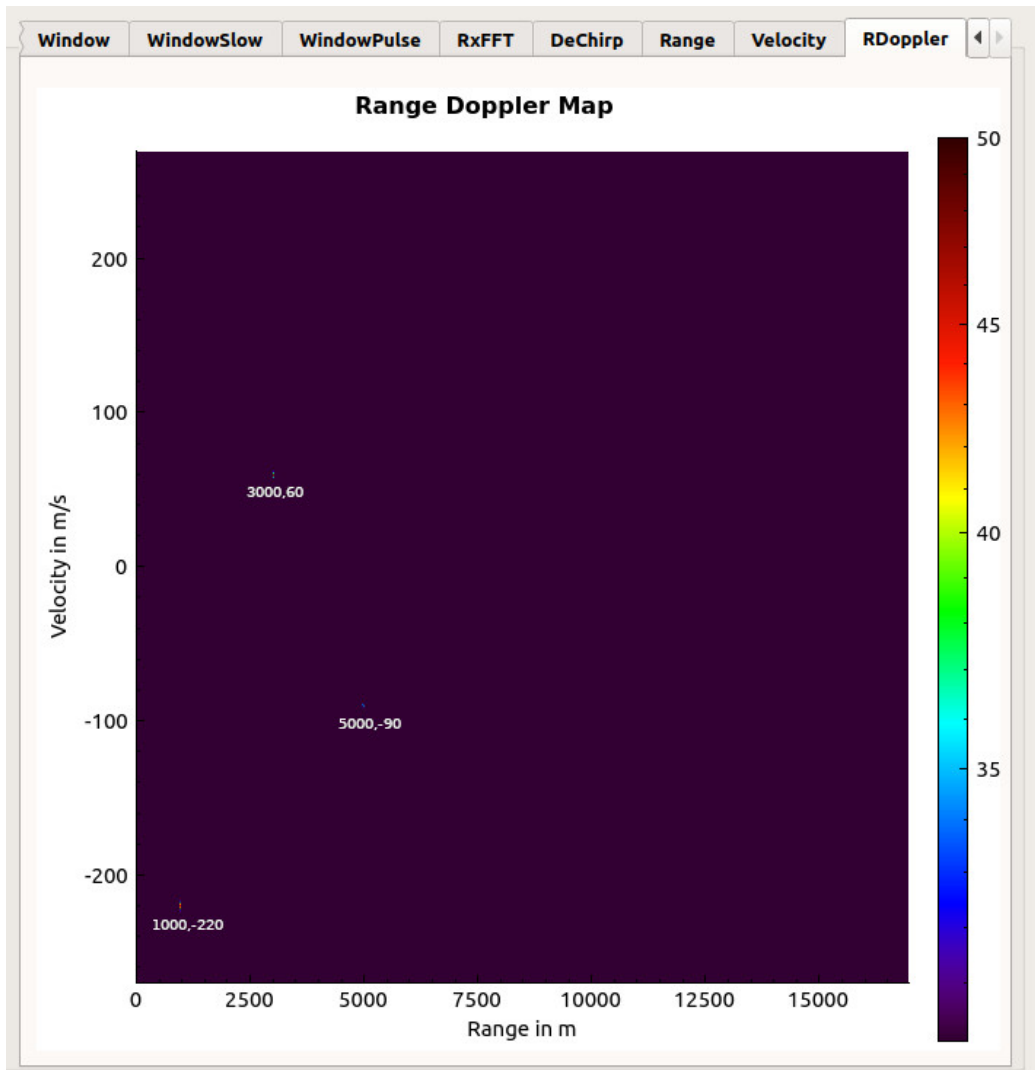 Window WindowSlow WindowPulse RxFFT DeChirp Range Velocity RDoppler
Range Doppler Map
50
200
45
100
3000,60
40
Velocity in m/s
0
-100
5000,-90
35
-200
1000,-220
0 2500 5000 7500 10000 12500 15000
Range in m